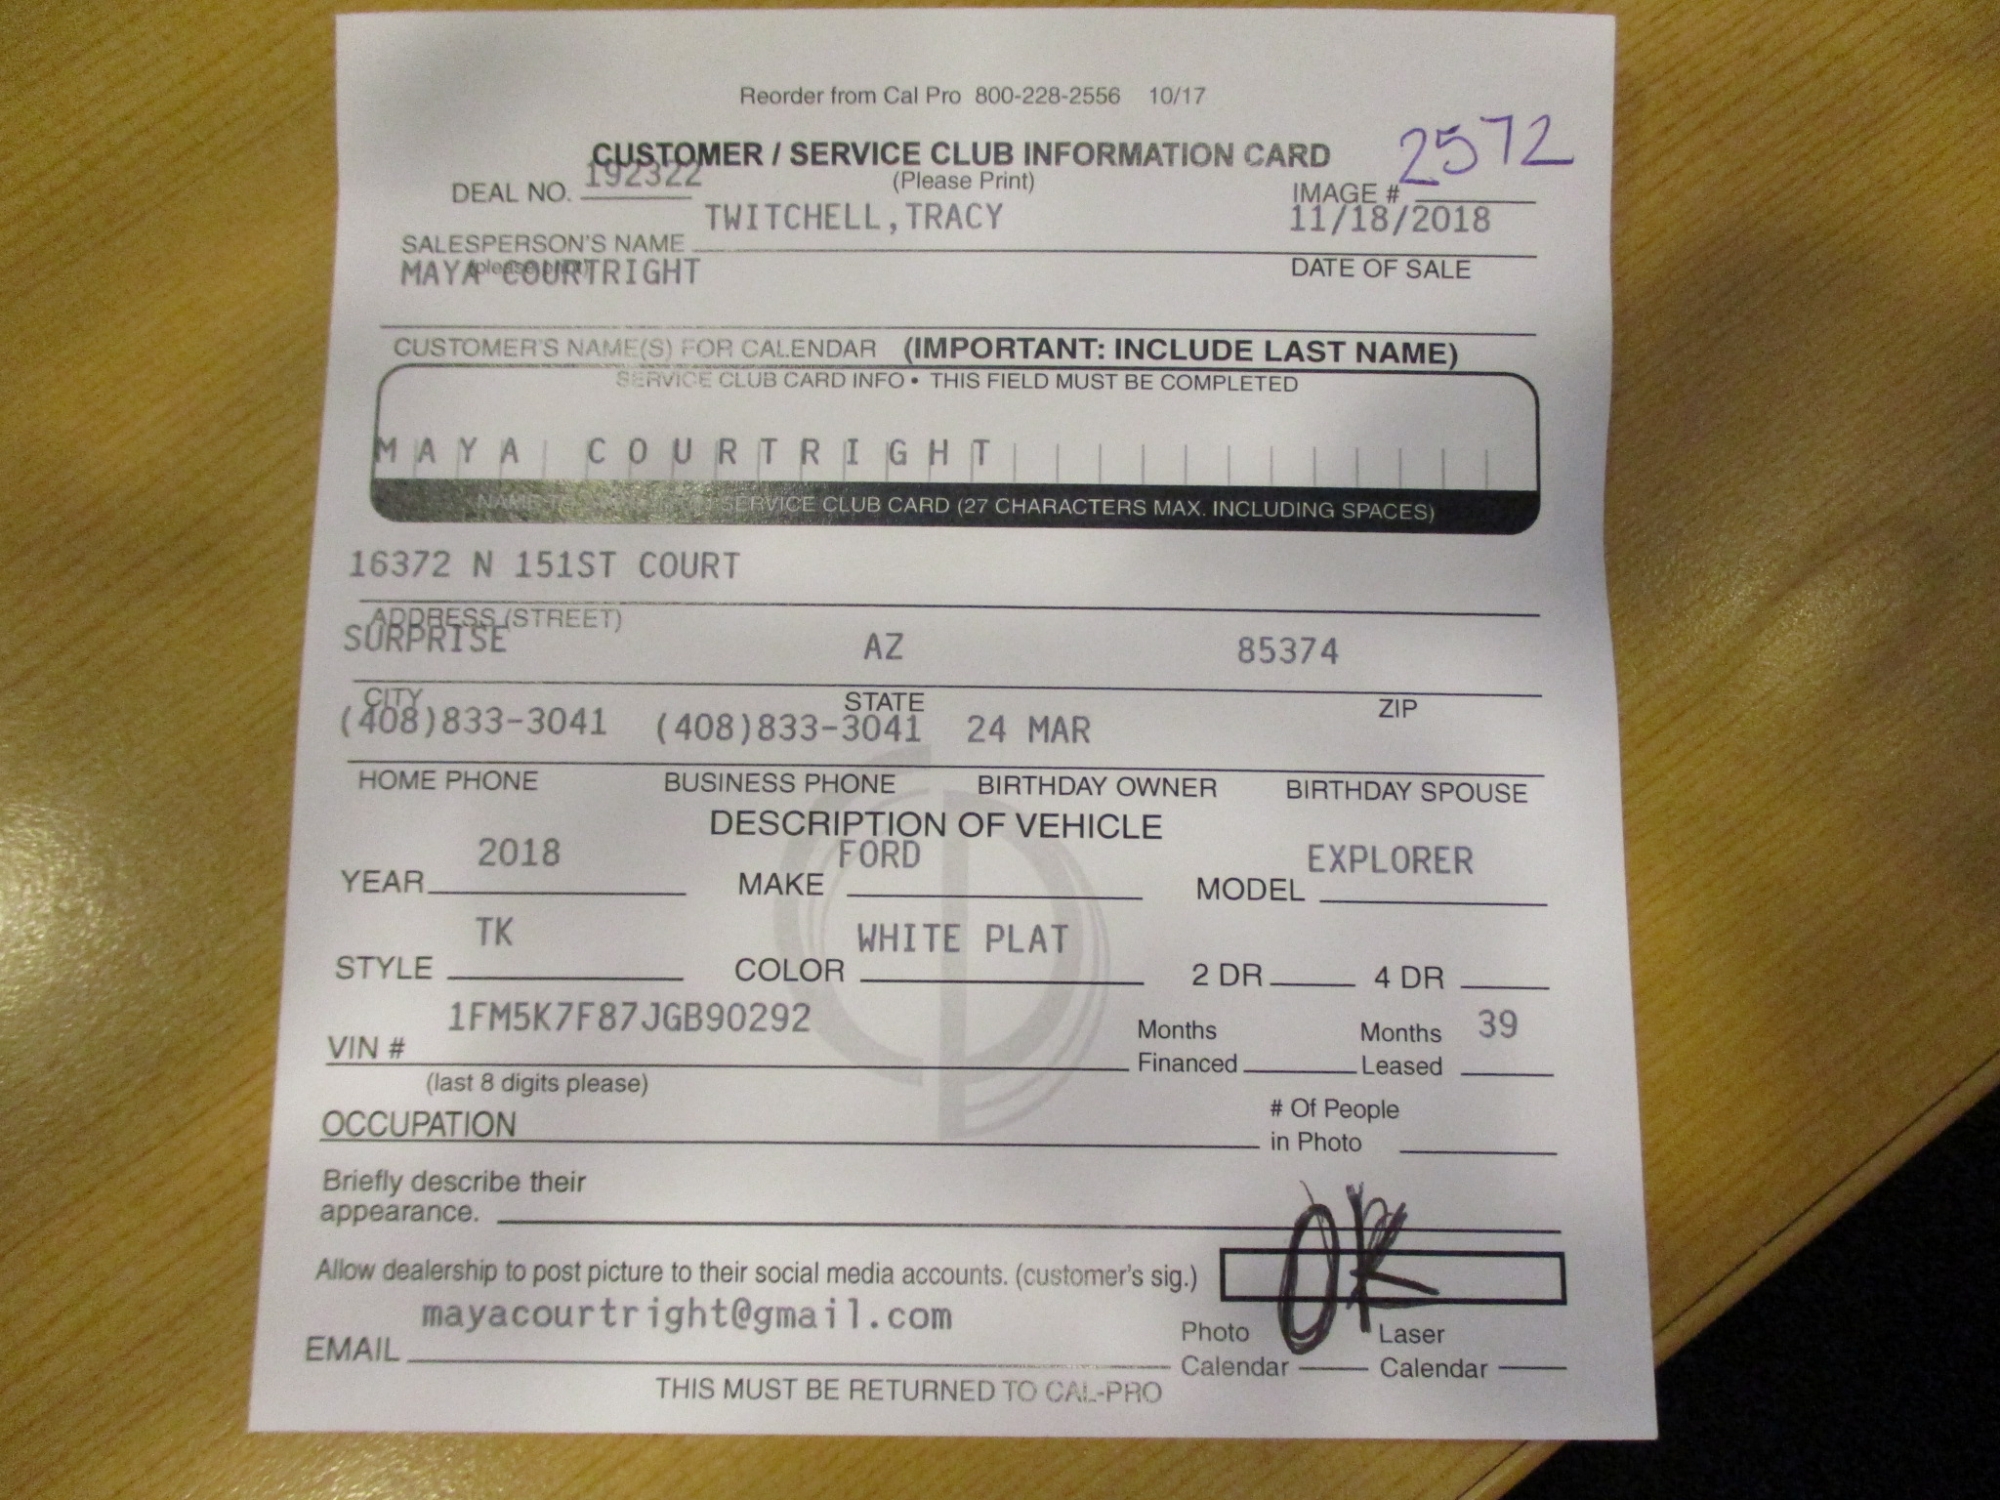 Reorder from Cal Pro 800-228-2556 10/17
CUSTOMER / SERVICE CLUB INFORMATION CARD
2572
(Please Print)
DEAL NO. 192322
IMAGE #
TWITCHELL,TRACY
11/18/2018
SALESPERSON'S NAME
(please print)
DATE OF SALE
MAYA COURTRIGHT
CUSTOMER'S NAME(S) FOR CALENDAR (IMPORTANT: INCLUDE LAST NAME)
SERVICE CLUB CARD INFO • THIS FIELD MUST BE COMPLETED
MAYA COURTRIGHT
NAME SERVICE CLUB CARD (27 CHARACTERS MAX. INCLUDING SPACES)
16372 N 151ST COURT
ADDRESS (STREET)
SURPRISE AZ 85374
CITY STATE ZIP
(408)833-3041 (408)833-3041 24 MAR
HOME PHONE BUSINESS PHONE BIRTHDAY OWNER BIRTHDAY SPOUSE
DESCRIPTION OF VEHICLE
2018 FORD EXPLORER
YEAR MAKE MODEL
TK WHITE PLAT
STYLE COLOR 2 DR 4 DR
1FM5K7F87JGB90292
VIN #
(last 8 digits please)
Months Financed
Months Leased 39
OCCUPATION
# Of People
in Photo
Briefly describe their
appearance.
Allow dealership to post picture to their social media accounts. (customer's sig.) OK
mayacourtright@gmail.com
EMAIL
Photo Calendar
Laser Calendar
THIS MUST BE RETURNED TO CAL-PRO